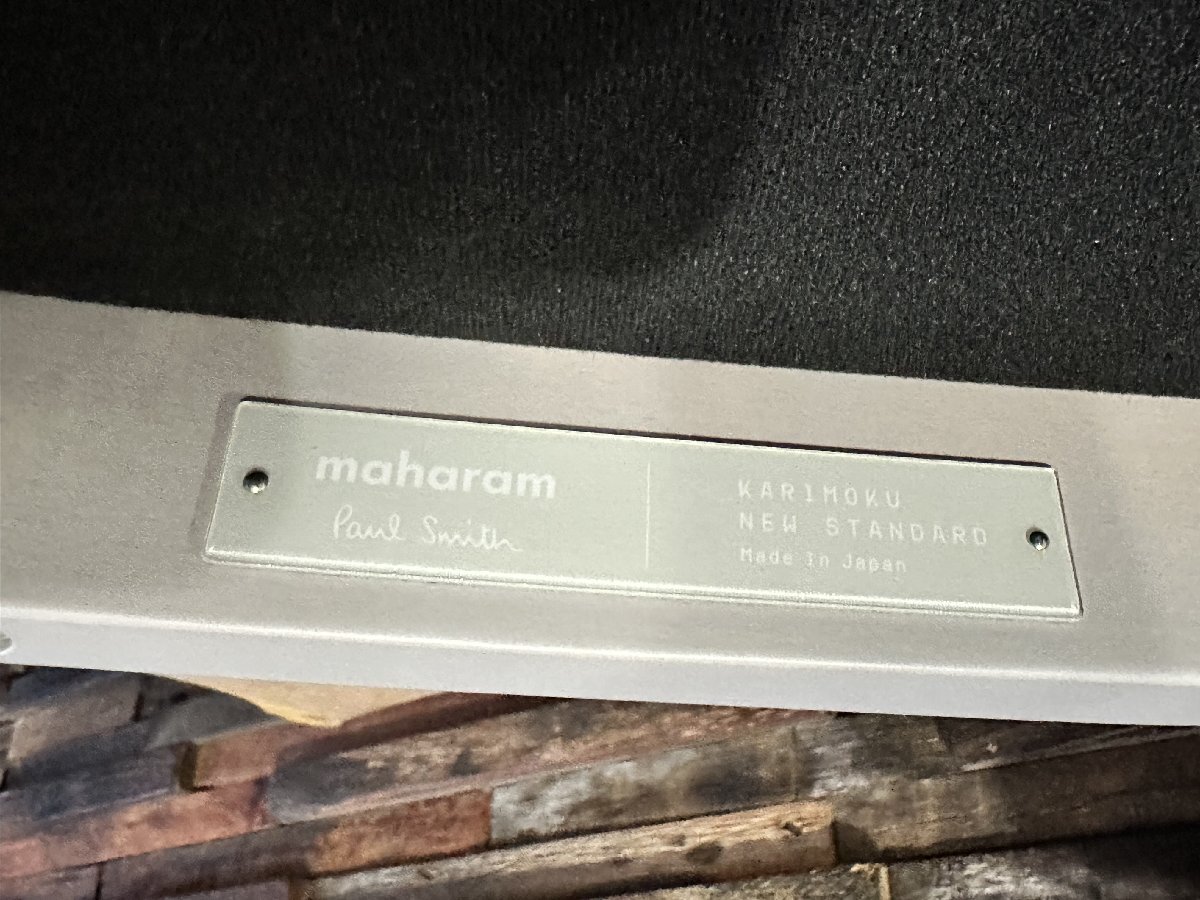 maharam
Paul Smith
KARIMOKU
NEW STANDARD
Made in Japan